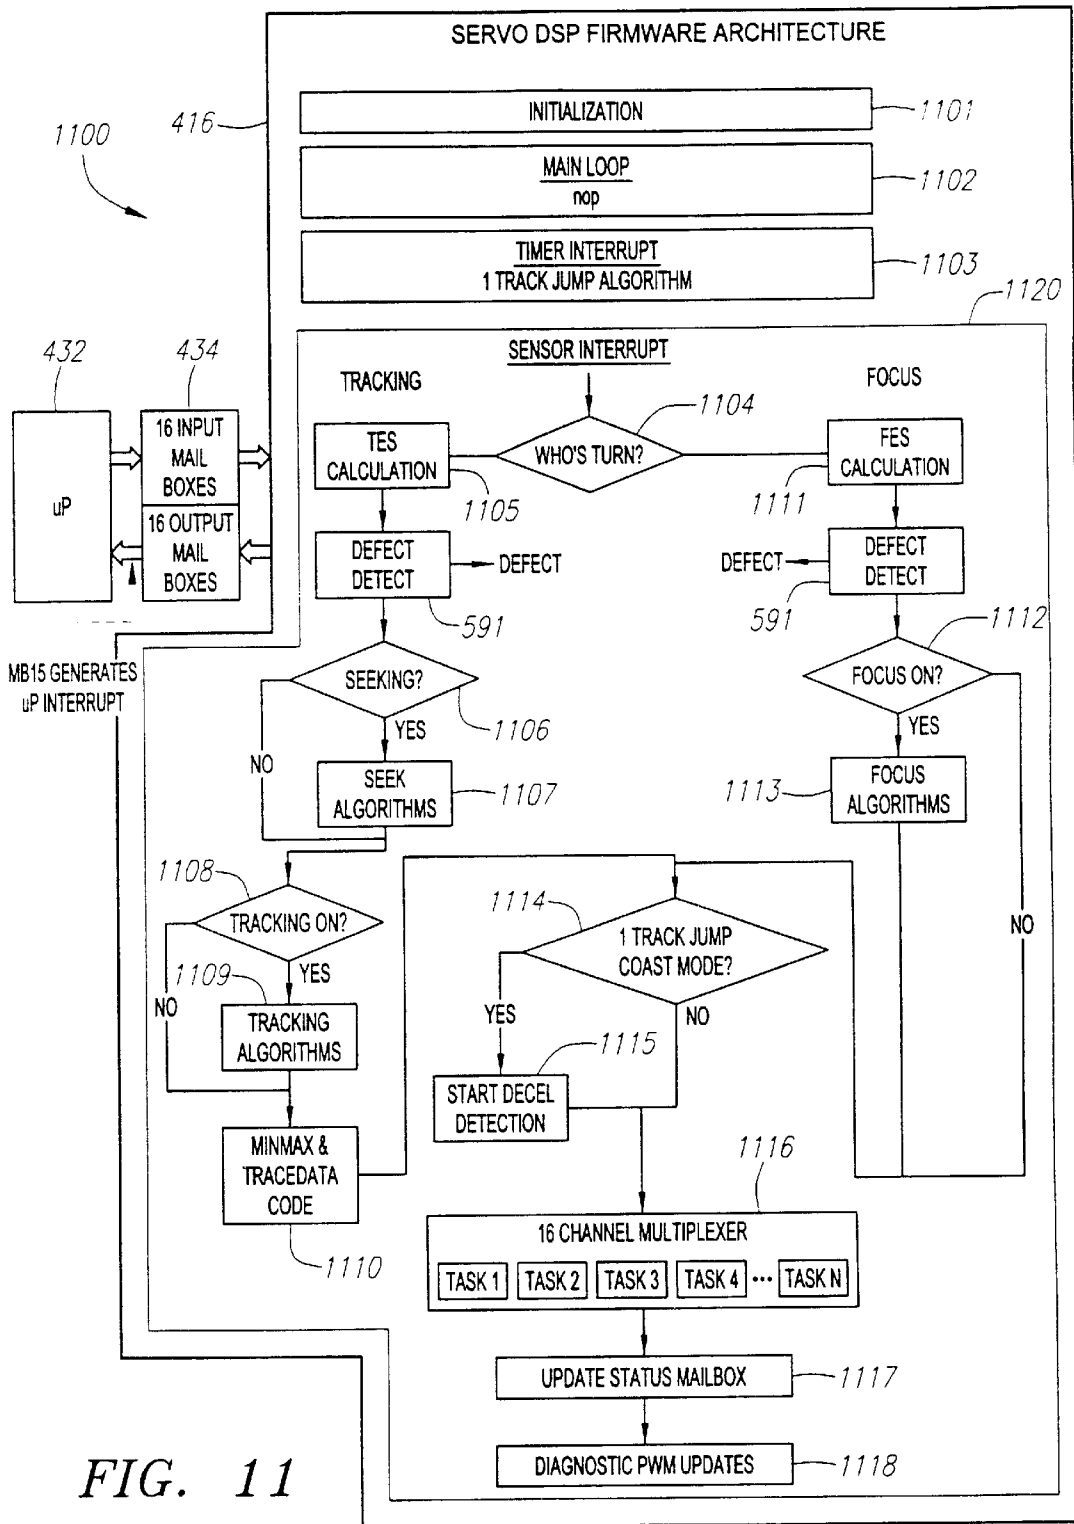 SERVO DSP FIRMWARE ARCHITECTURE
1100
416
INITIALIZATION
1101
MAIN LOOP
nop
1102
TIMER INTERRUPT
1 TRACK JUMP ALGORITHM
1103
1120
432
434
uP
16 INPUT
MAIL
BOXES
16 OUTPUT
MAIL
BOXES
MB15 GENERATES
uP INTERRUPT
SENSOR INTERRUPT
TRACKING
FOCUS
WHO'S TURN?
1104
TES
CALCULATION
1105
FES
CALCULATION
1111
DEFECT
DETECT
DEFECT
591
DEFECT
DEFECT
DETECT
591
SEEKING?
1106
YES
NO
FOCUS ON?
1112
YES
NO
SEEK
ALGORITHMS
1107
FOCUS
ALGORITHMS
1113
1108
TRACKING ON?
YES
NO
1109
TRACKING
ALGORITHMS
1114
1 TRACK JUMP
COAST MODE?
YES
NO
1115
START DECEL
DETECTION
MINMAX &
TRACEDATA
CODE
1110
1116
16 CHANNEL MULTIPLEXER
TASK 1 TASK 2 TASK 3 TASK 4 ••• TASK N
UPDATE STATUS MAILBOX
1117
DIAGNOSTIC PWM UPDATES
1118
FIG. 11